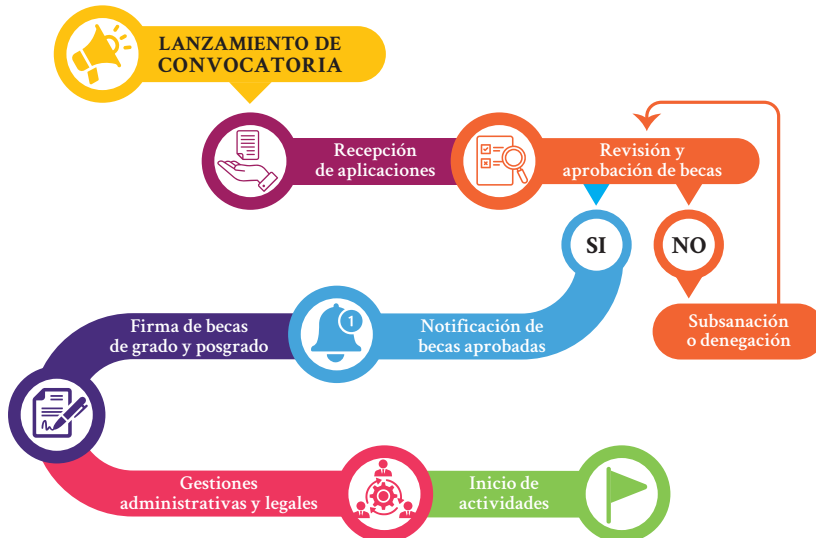 LANZAMIENTO DE
CONVOCATORIA
Recepción
de aplicaciones
Revisión y
aprobación de becas
SI
NO
Subsanación
o denegación
1
Notificación de
becas aprobadas
Firma de becas
de grado y posgrado
Gestiones
administrativas y legales
Inicio de
actividades